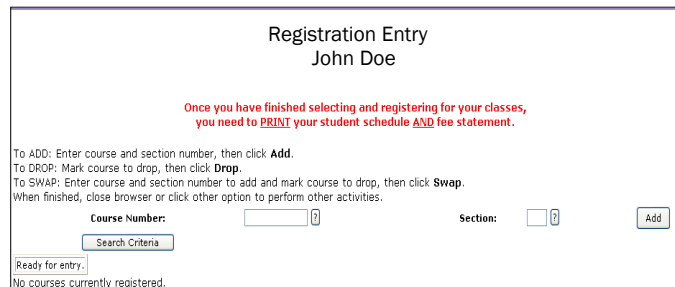 Registration Entry
John Doe
Once you have finished selecting and registering for your classes,
you need to PRINT your student schedule AND fee statement.
To ADD: Enter course and section number, then click Add.
To DROP: Mark course to drop, then click Drop.
To SWAP: Enter course and section number to add and mark course to drop, then click Swap.
When finished, close browser or click other option to perform other activities.
Course Number: ? Section: ? Add
Search Criteria
Ready for entry.
No courses currently registered.